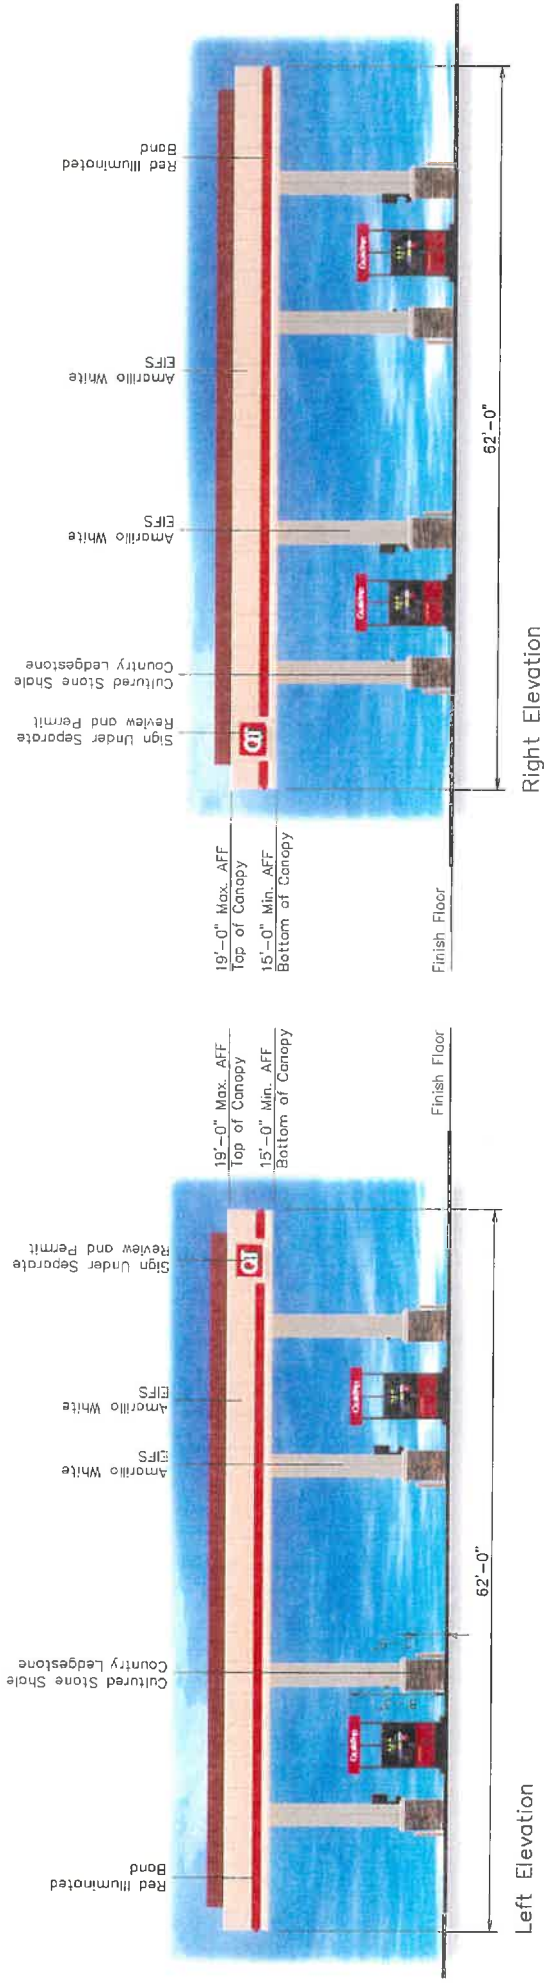 Red Illuminated
Band
Cultured Stone Shale
Country Ledgestone
Amarillo White
EIFS
Amarillo White
EIFS
Sign Under Separate
Review and Permit
QT
19'-0" Max. AFF
Top of Canopy
15'-0" Min. AFF
Bottom of Canopy
Finish Floor
62'-0"
Left Elevation
19'-0" Max. AFF
Top of Canopy
15'-0" Min. AFF
Bottom of Canopy
Finish Floor
Sign Under Separate
Review and Permit
Cultured Stone Shale
Country Ledgestone
Amarillo White
EIFS
Amarillo White
EIFS
Red Illuminated
Band
QT
62'-0"
Right Elevation